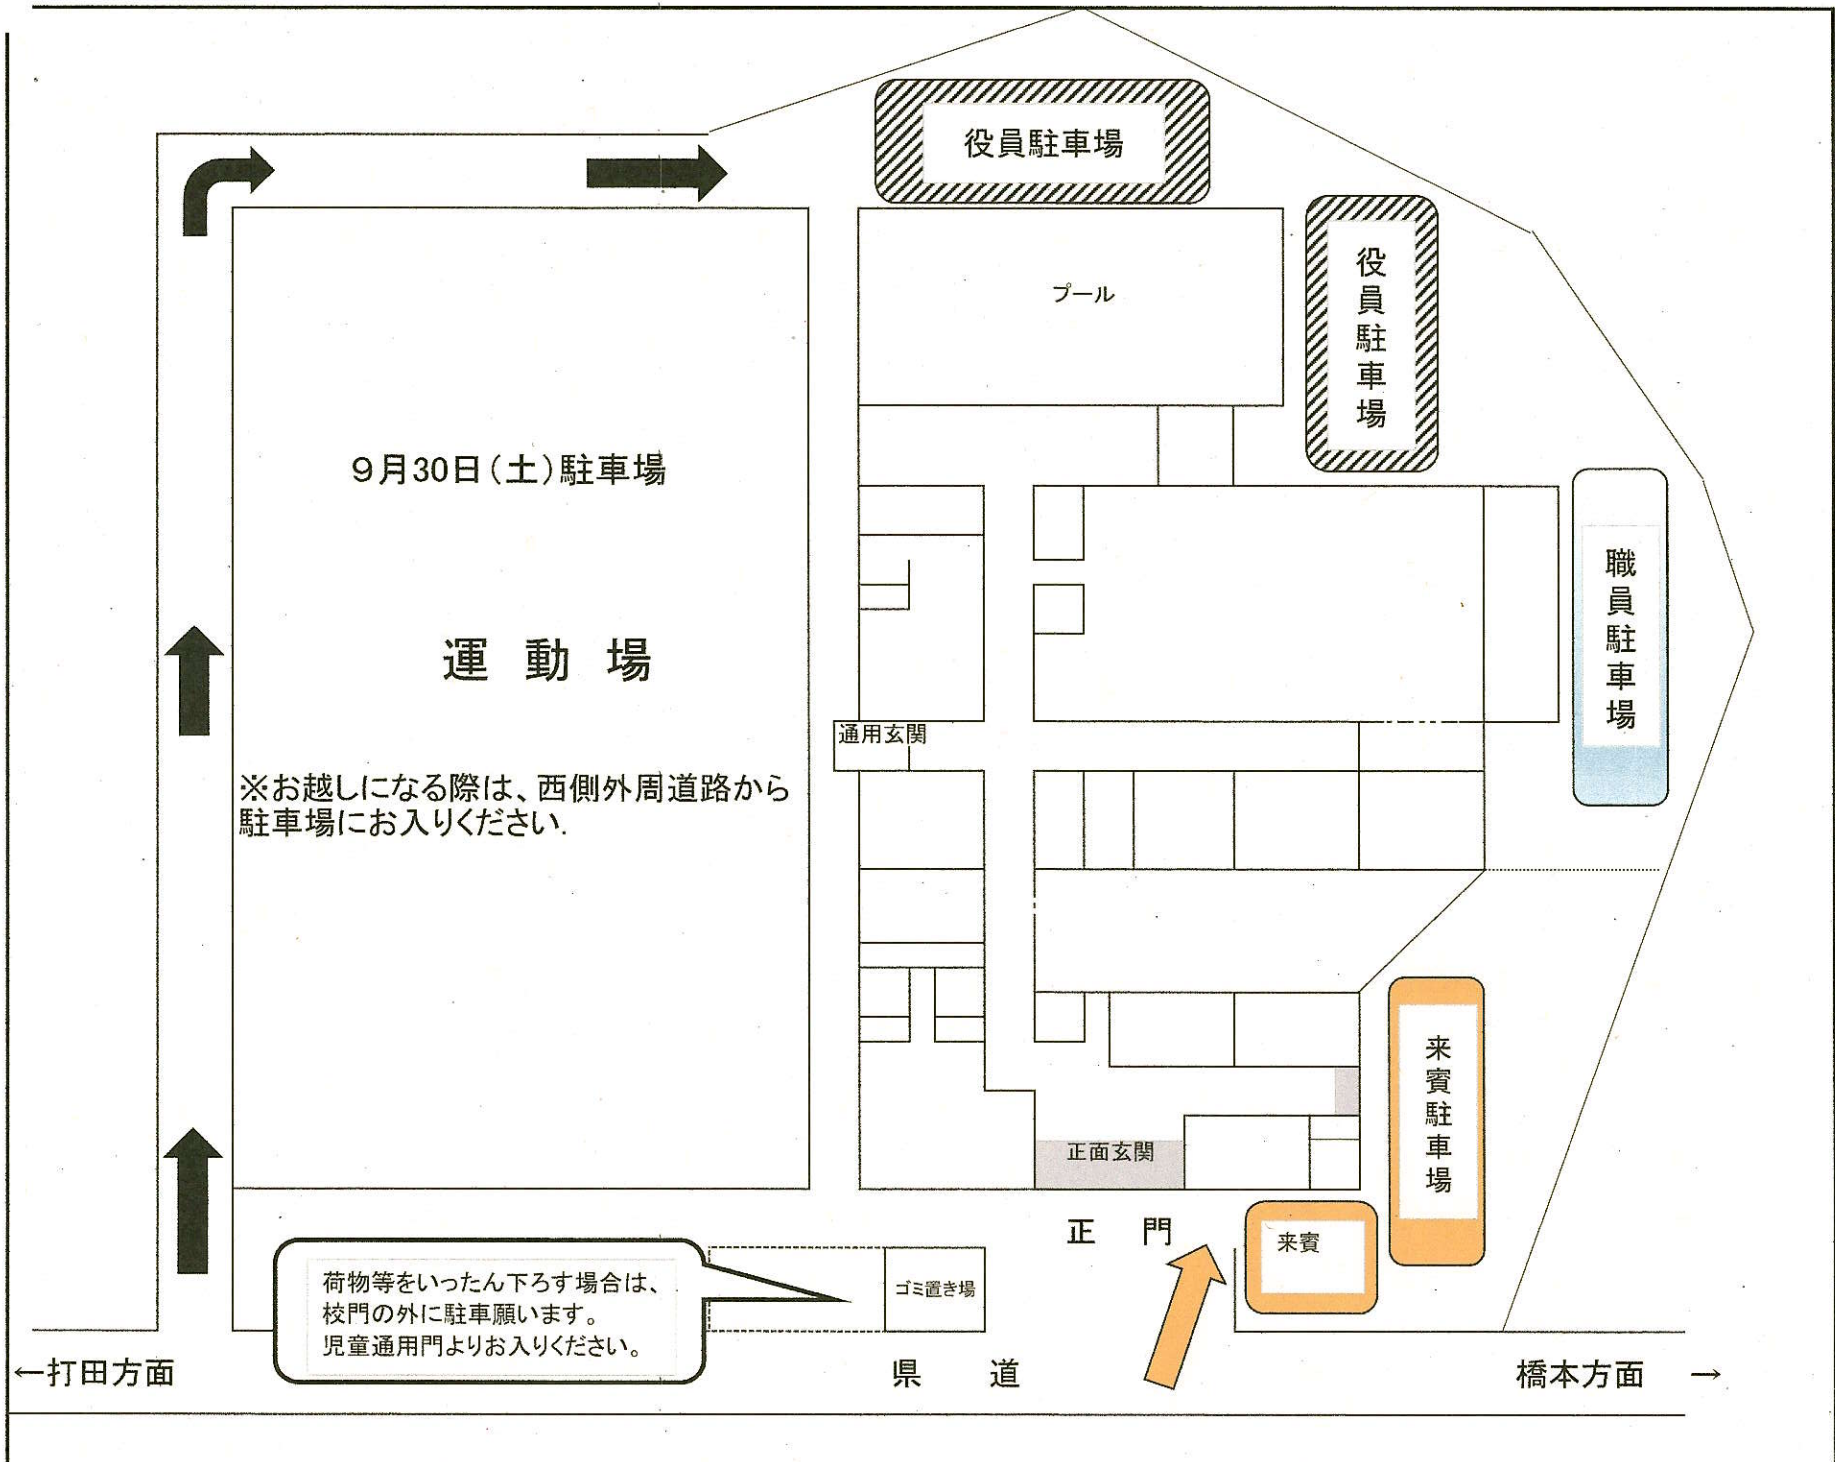 役員駐車場
役員駐車場
プール
9月30日(土)駐車場
職員駐車場
運 動 場
通用玄関
※お越しになる際は、西側外周道路から
駐車場にお入りください.
来賓駐車場
正面玄関
正 門
来賓
荷物等をいったん下ろす場合は、
校門の外に駐車願います。
児童通用門よりお入りください。
ゴミ置き場
←打田方面
県 道
橋本方面 →